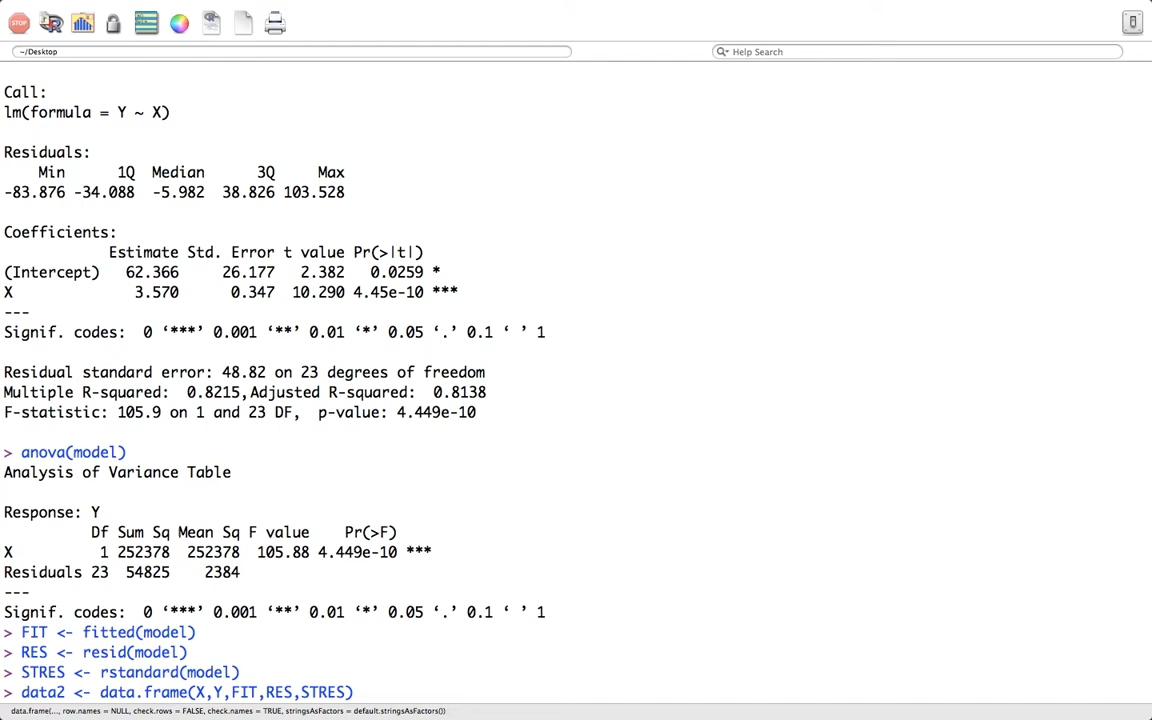 STOP
~/Desktop
Help Search
Call:
lm(formula = Y ~ X)
Residuals:
    Min      1Q  Median      3Q     Max
-83.876 -34.088  -5.982  38.826 103.528
Coefficients:
            Estimate Std. Error t value Pr(>|t|)
(Intercept)   62.366     26.177   2.382   0.0259 *
X              3.570      0.347  10.290 4.45e-10 ***
---
Signif. codes:  0 ‘***’ 0.001 ‘**’ 0.01 ‘*’ 0.05 ‘.’ 0.1 ‘ ’ 1
Residual standard error: 48.82 on 23 degrees of freedom
Multiple R-squared:  0.8215,Adjusted R-squared:  0.8138
F-statistic: 105.9 on 1 and 23 DF,  p-value: 4.449e-10
> anova(model)
Analysis of Variance Table
Response: Y
          Df Sum Sq Mean Sq F value    Pr(>F)
X          1 252378  252378  105.88 4.449e-10 ***
Residuals 23  54825    2384
---
Signif. codes:  0 ‘***’ 0.001 ‘**’ 0.01 ‘*’ 0.05 ‘.’ 0.1 ‘ ’ 1
> FIT <- fitted(model)
> RES <- resid(model)
> STRES <- rstandard(model)
> data2 <- data.frame(X,Y,FIT,RES,STRES)
data.frame(..., row.names = NULL, check.rows = FALSE, check.names = TRUE, stringsAsFactors = default.stringsAsFactors())